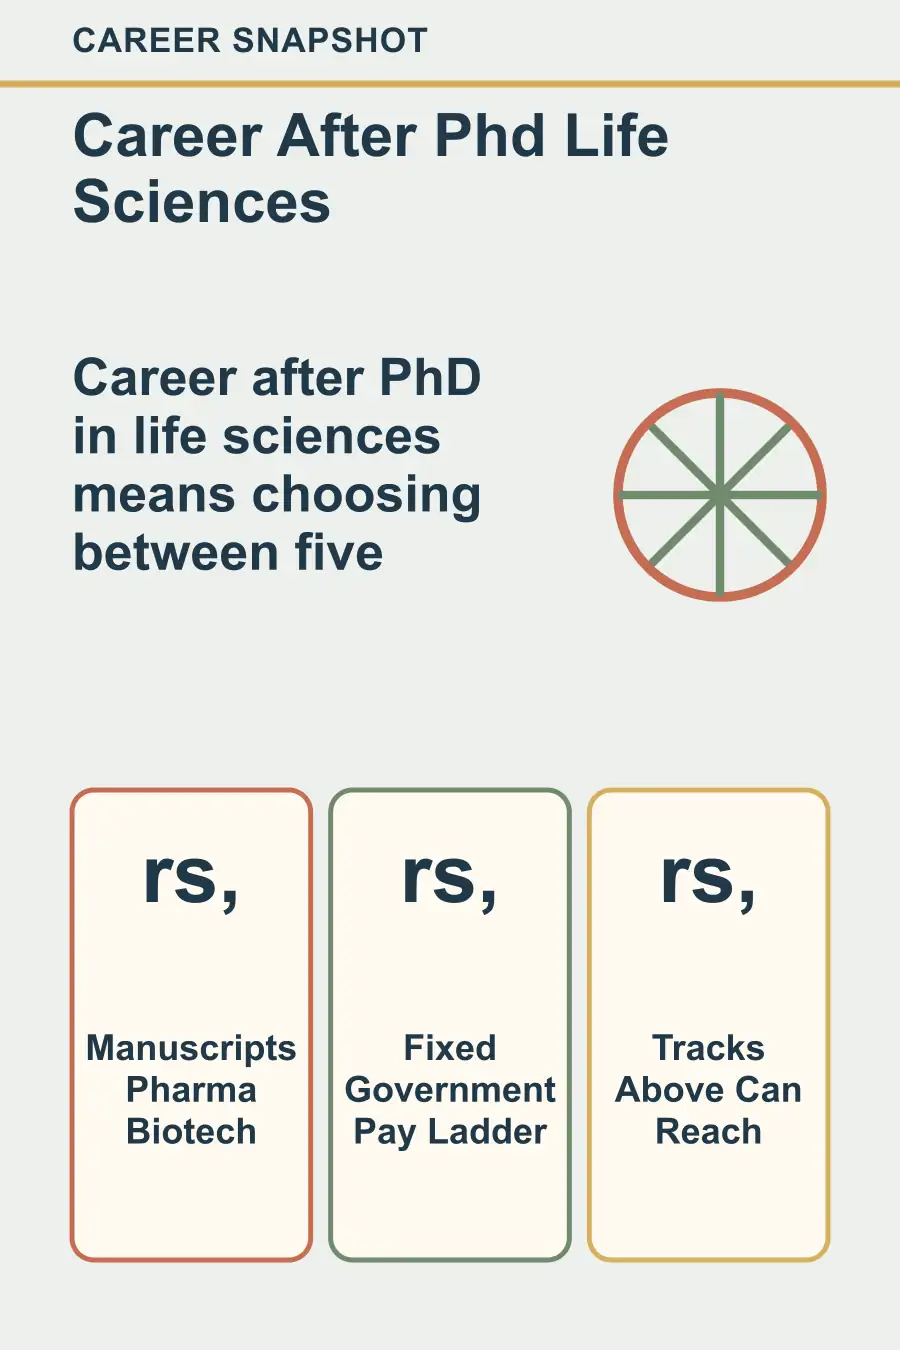 CAREER SNAPSHOT
Career After Phd Life
Sciences
Career after PhD
in life sciences
means choosing
between five
rs,
Manuscripts
Pharma
Biotech
rs,
Fixed
Government
Pay Ladder
rs,
Tracks
Above Can
Reach